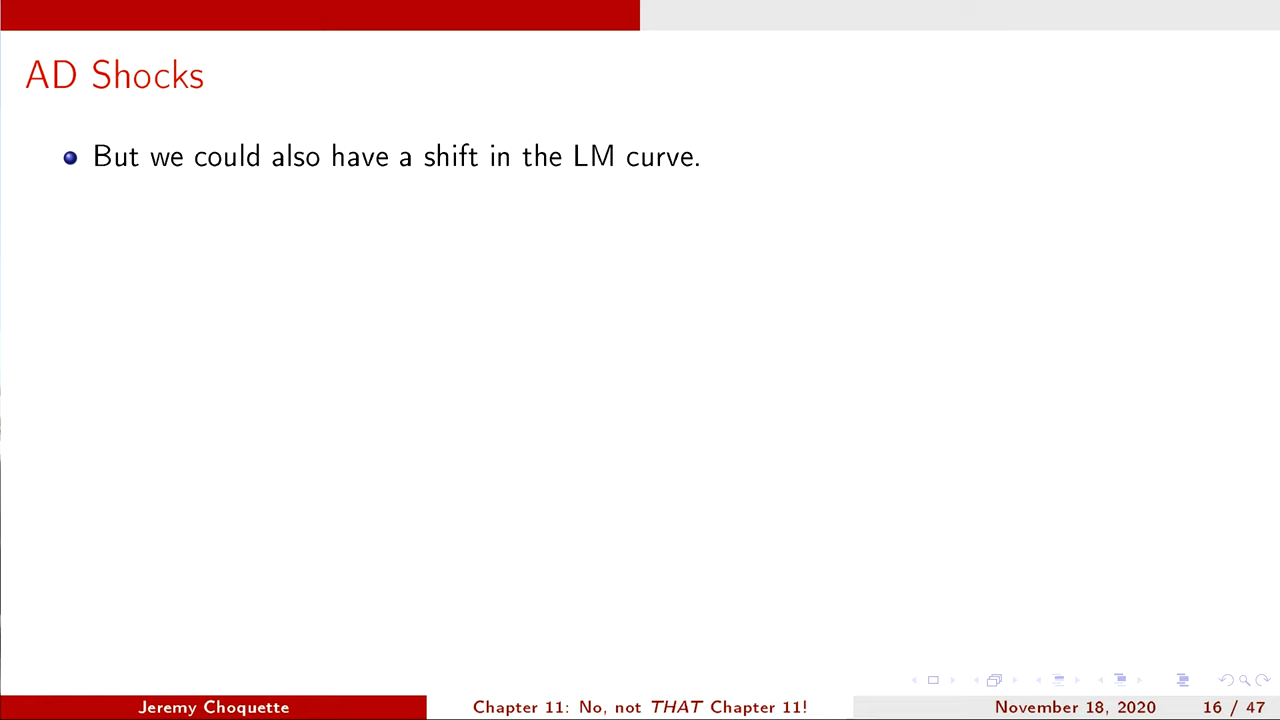 AD Shocks
But we could also have a shift in the LM curve.
Jeremy Choquette
Chapter 11: No, not THAT Chapter 11!
November 18, 2020
16 / 47